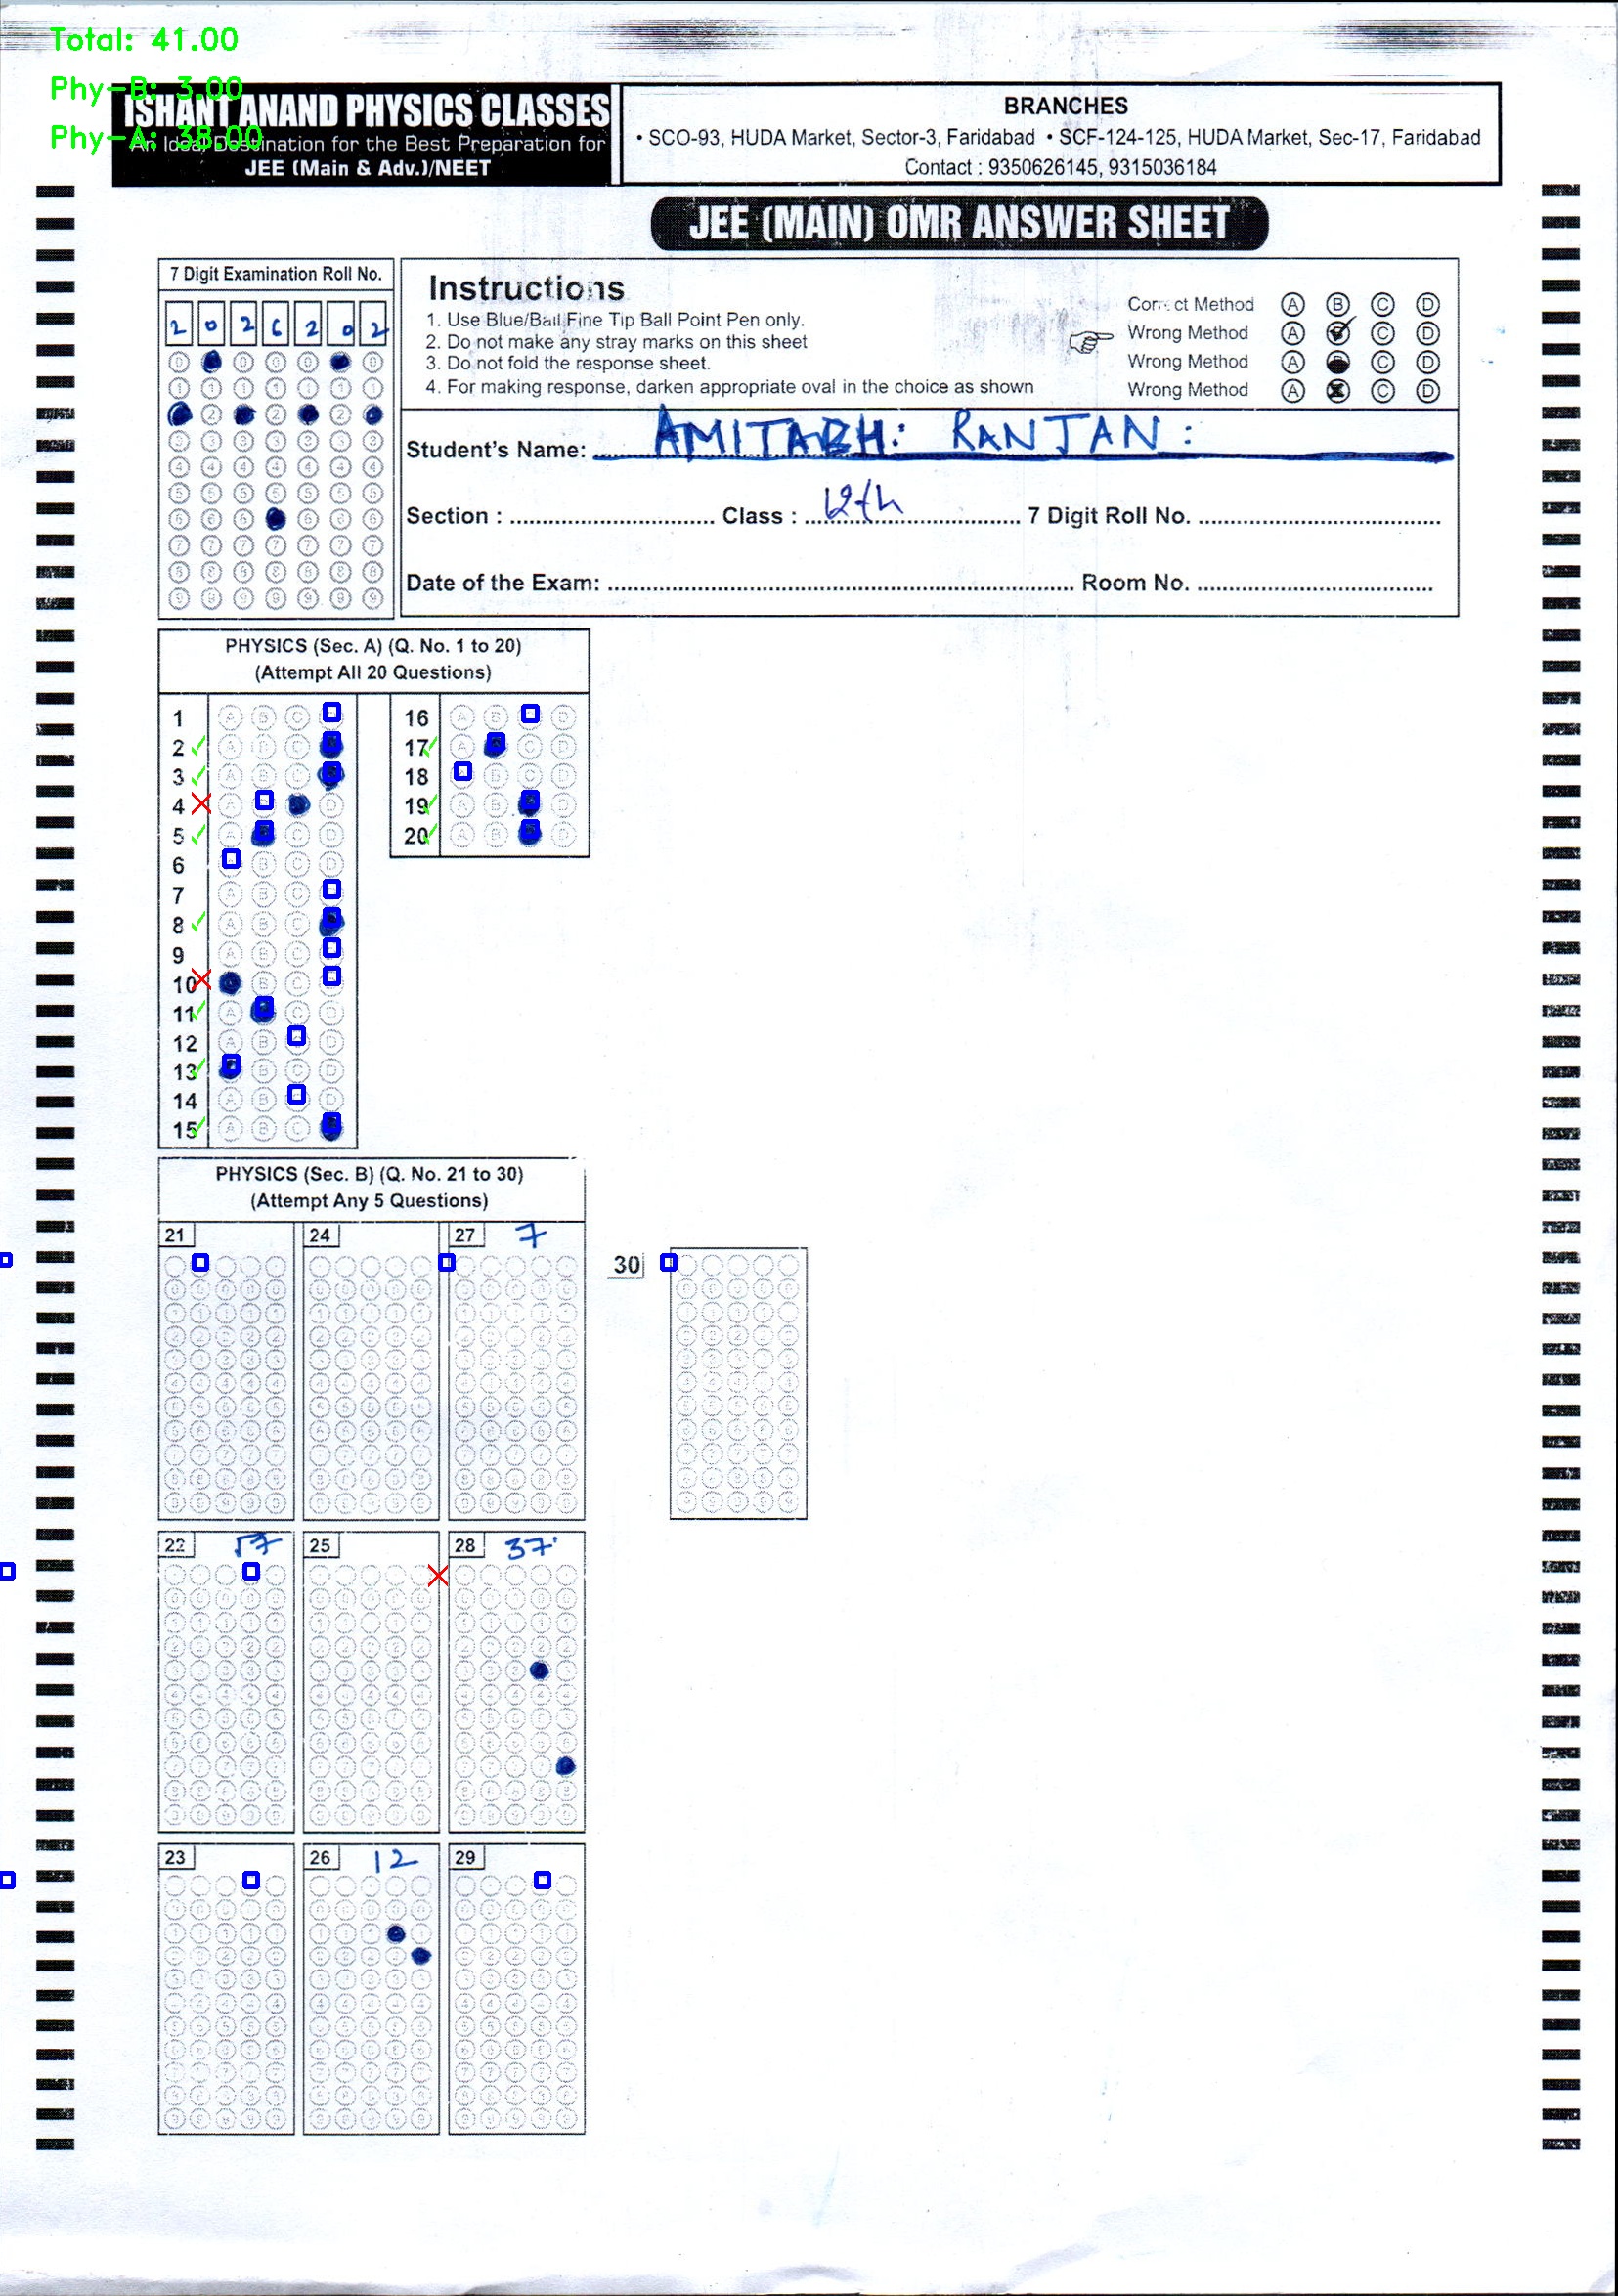 Total: 41.00
Phy-B: 3.00
Phy-A: 38.00
ISHANT ANAND PHYSICS CLASSES
An Ideal Destination for the Best Preparation for
JEE (Main & Adv.)/NEET
BRANCHES
• SCO-93, HUDA Market, Sector-3, Faridabad • SCF-124-125, HUDA Market, Sec-17, Faridabad
Contact : 9350626145, 9315036184
JEE (MAIN) OMR ANSWER SHEET
7 Digit Examination Roll No.
2 0 2 6 2 0 2
Instructions
1. Use Blue/Ball Fine Tip Ball Point Pen only.
2. Do not make any stray marks on this sheet
3. Do not fold the response sheet.
4. For making response, darken appropriate oval in the choice as shown
Correct Method A B C D
Wrong Method A B C D
Wrong Method A C D
Wrong Method A C D
Student's Name: AMITABH: RANJAN:
Section : Class : 12th 7 Digit Roll No.
Date of the Exam: Room No.
PHYSICS (Sec. A) (Q. No. 1 to 20)
(Attempt All 20 Questions)
1
2
3
4
5
6
7
8
9
10
11
12
13
14
15
16
17
18
19
20
PHYSICS (Sec. B) (Q. No. 21 to 30)
(Attempt Any 5 Questions)
21 24 27 7
30
22 57 25 28 37
23 26 12 29